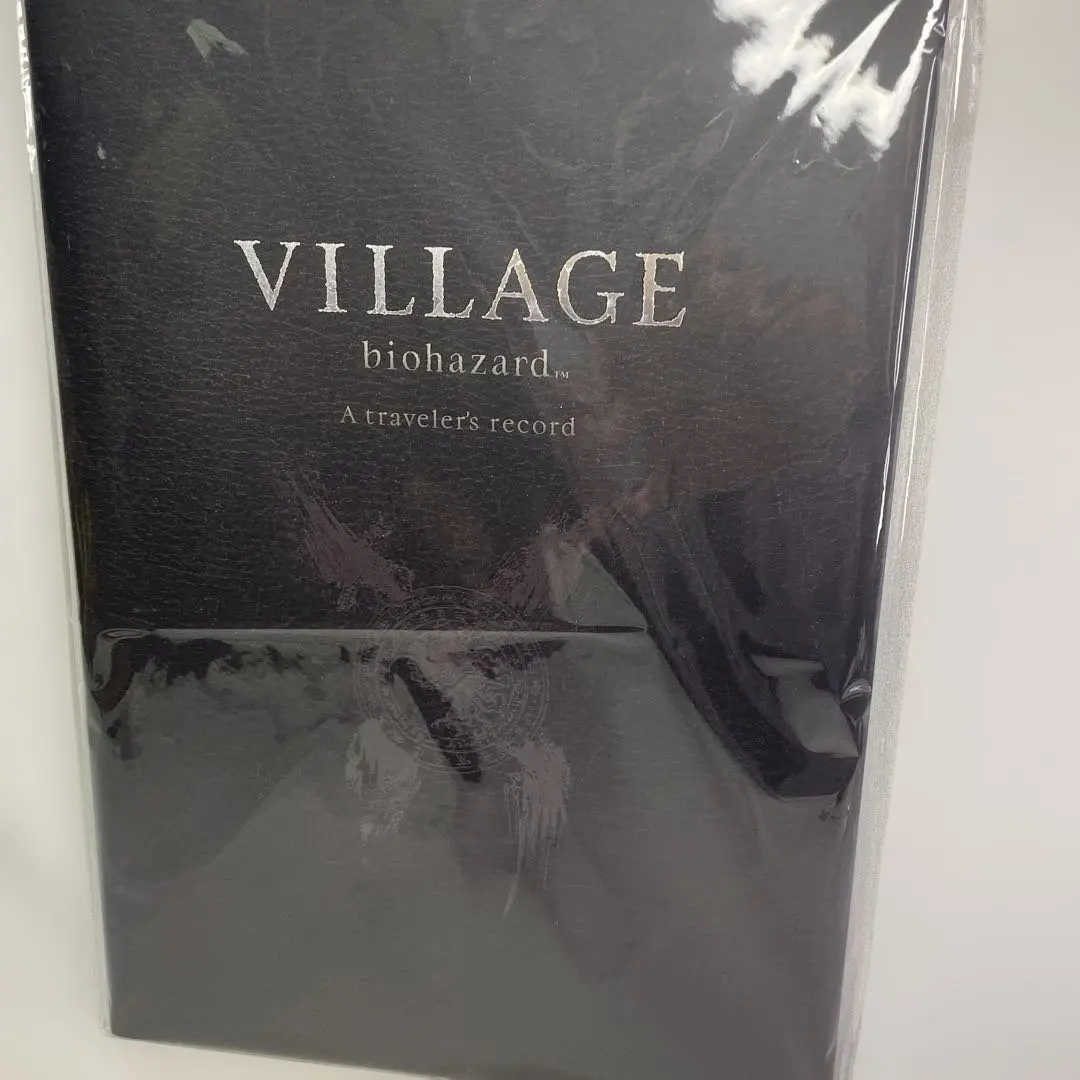 VILLAGE
biohazard™
A traveler's record